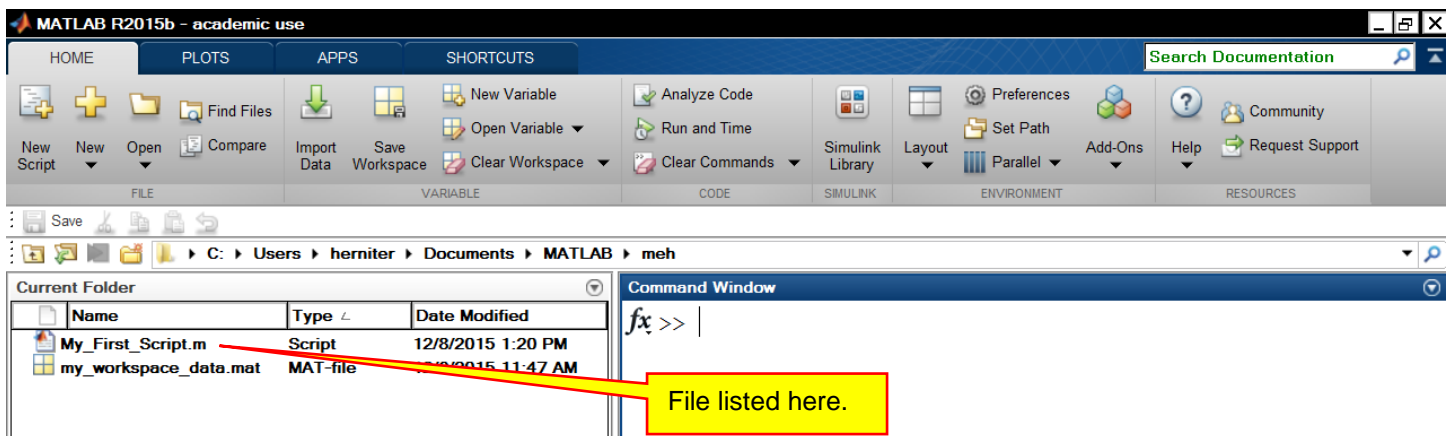 MATLAB R2015b - academic use
HOME PLOTS APPS SHORTCUTS Search Documentation
New Script
New
Open
Find Files
Compare
FILE
Import Data
Save Workspace
New Variable
Open Variable
Clear Workspace
VARIABLE
Analyze Code
Run and Time
Clear Commands
CODE
Simulink Library
SIMULINK
Layout
Preferences
Set Path
Parallel
Add-Ons
ENVIRONMENT
Help
Community
Request Support
RESOURCES
Save
C: Users herniter Documents MATLAB meh
Current Folder
Name Type Date Modified
My_First_Script.m Script 12/8/2015 1:20 PM
my_workspace_data.mat MAT-file 11:47 AM
Command Window
fx >>
File listed here.